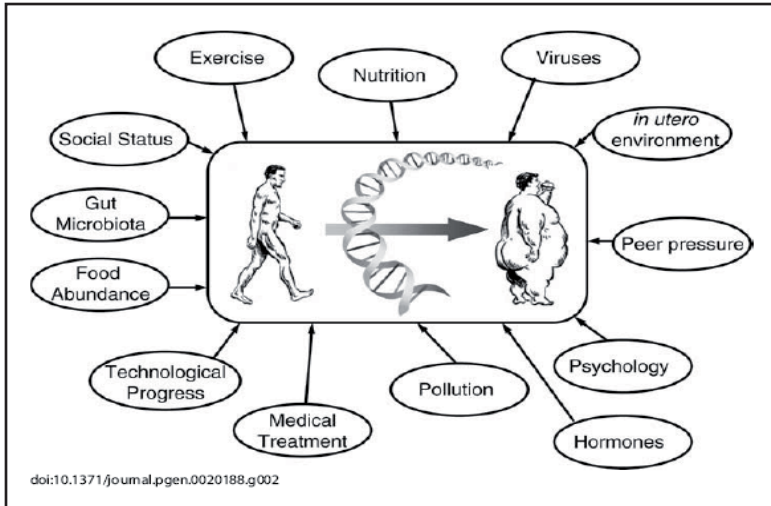 Exercise
Nutrition
Viruses
Social Status
in utero
environment
Gut
Microbiota
Peer pressure
Food
Abundance
Technological
Progress
Medical
Treatment
Pollution
Psychology
Hormones
doi:10.1371/journal.pgen.0020188.g002